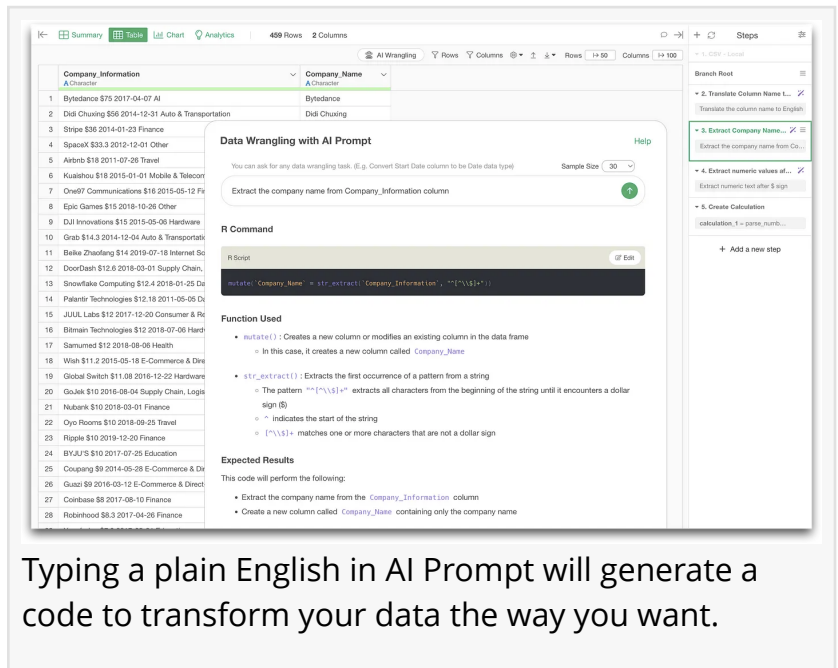 Summary Table Chart Analytics 459 Rows 2 Columns
AI Wrangling Rows Columns Rows 50 Columns 100
Company_Information Company_Name
Character Character
1 Bytedance $75 2017-04-07 AI Bytedance
2 Didi Chuxing $56 2014-12-31 Auto & Transportation Didi Chuxing
3 Stripe $36 2014-01-23 Finance
4 SpaceX $33.3 2012-12-01 Other
5 Airbnb $18 2011-07-26 Travel
6 Kuaishou $18 2015-01-01 Mobile & Telecom
7 One97 Communications $16 2015-05-12 Fi
8 Epic Games $15 2018-10-26 Other
9 DJI Innovations $15 2015-05-06 Hardware
10 Grab $14.3 2014-12-04 Auto & Transportatio
11 Beike Zhaofang $14 2019-07-18 Internet So
12 DoorDash $12.6 2018-03-01 Supply Chain,
13 Snowflake Computing $12.4 2018-01-25 Da
14 Palantir Technologies $12.18 2011-05-05 Da
15 JUUL Labs $12 2017-12-20 Consumer & Re
16 Bitmain Technologies $12 2018-07-06 Hard
17 Samumed $12 2018-08-06 Health
18 Wish $11.2 2015-05-18 E-Commerce & Dire
19 Global Switch $11.08 2016-12-22 Hardware
20 GoJek $10 2016-08-04 Supply Chain, Logis
21 Nubank $10 2018-03-01 Finance
22 Oyo Rooms $10 2018-09-25 Travel
23 Ripple $10 2019-12-20 Finance
24 BYJU'S $10 2017-07-25 Education
25 Coupang $9 2014-05-28 E-Commerce & Dir
26 Guazi $9 2016-03-12 E-Commerce & Direct
27 Coinbase $8 2017-08-10 Finance
28 Robinhood $8.3 2017-04-26 Finance
Data Wrangling with AI Prompt Help
You can ask for any data wrangling task. (E.g. Convert Start Date column to be Date data type) Sample Size 30
Extract the company name from Company_Information column
R Command
R Script Edit
mutate(`Company_Name` = str_extract(`Company_Information`, "^[^\\$]+"))
Function Used
• mutate() : Creates a new column or modifies an existing column in the data frame
○ In this case, it creates a new column called Company_Name
• str_extract() : Extracts the first occurrence of a pattern from a string
○ The pattern "^[^\\$]+" extracts all characters from the beginning of the string until it encounters a dollar
sign ($)
○ ^ indicates the start of the string
○ [^\\$]+ matches one or more characters that are not a dollar sign
Expected Results
This code will perform the following:
• Extract the company name from the Company_Information column
• Create a new column called Company_Name containing only the company name
Steps
1. CSV - Local
Branch Root
2. Translate Column Name t...
Translate the column name to English
3. Extract Company Name...
Extract the company name from Co...
4. Extract numeric values af...
Extract numeric text after $ sign
5. Create Calculation
calculation_1 = parse_numb...
+ Add a new step
Typing a plain English in AI Prompt will generate a
code to transform your data the way you want.